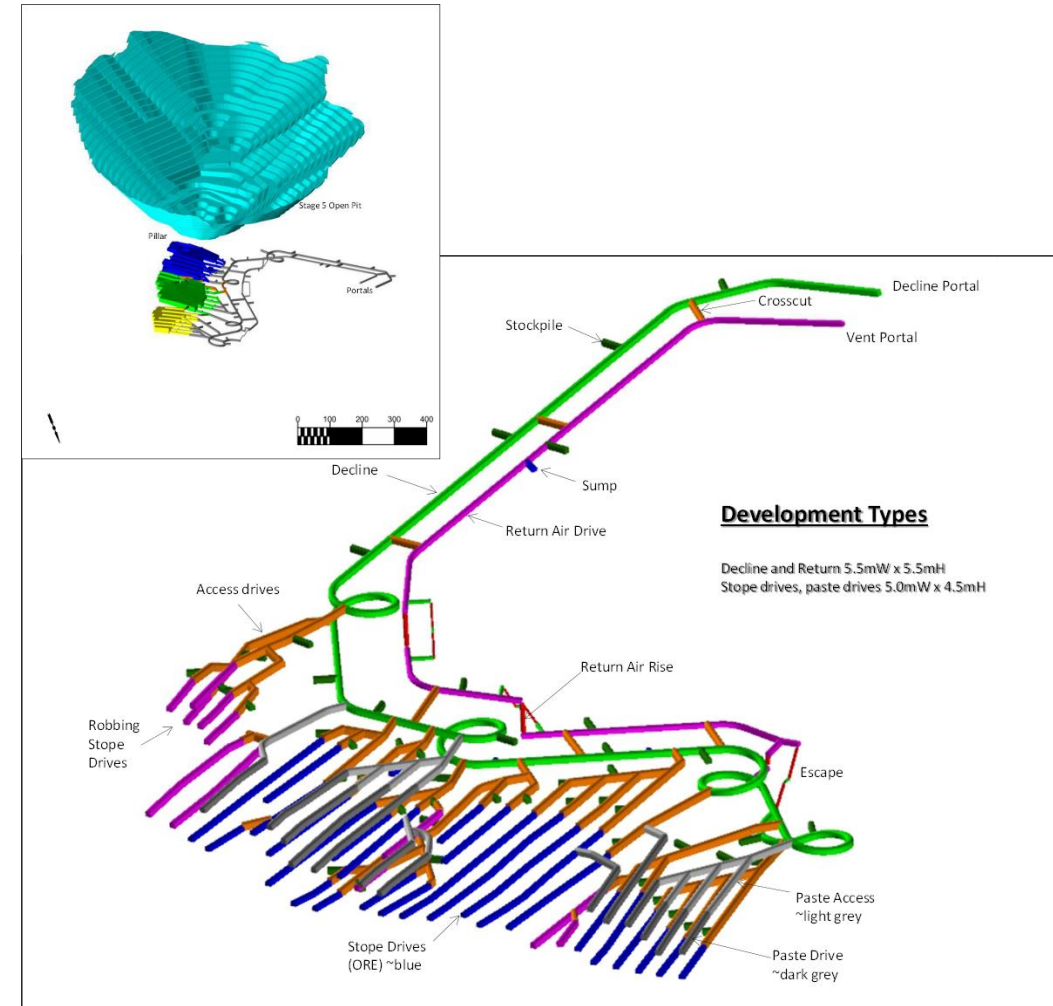 Stage 5 Open Pit
Pillar
Portals
0 100 200 300 400
Decline Portal
Crosscut
Stockpile
Vent Portal
Decline
Sump
Return Air Drive
Development Types
Decline and Return 5.5mW x 5.5mH
Stope drives, paste drives 5.0mW x 4.5mH
Access drives
Return Air Rise
Robbing
Stope
Drives
Escape
Paste Access
~light grey
Stope Drives
(ORE) ~blue
Paste Drive
~dark grey